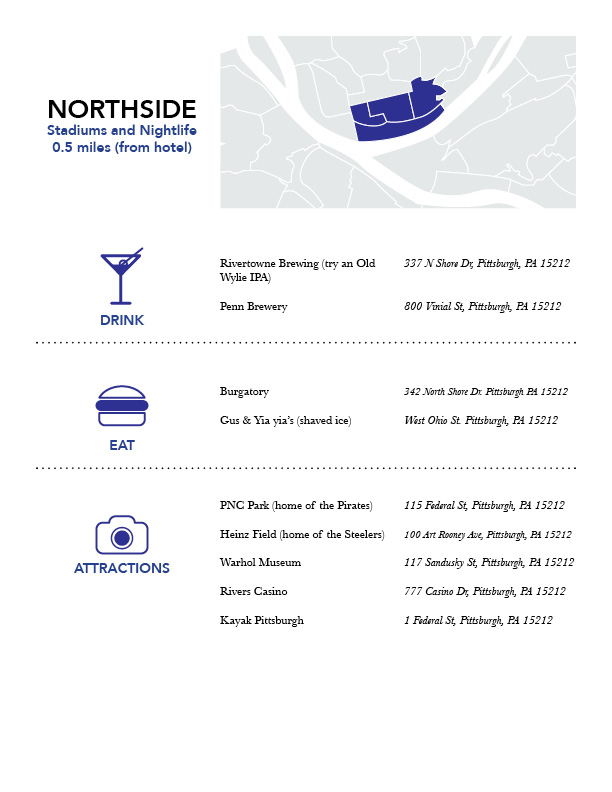 NORTHSIDE
Stadiums and Nightlife
0.5 miles (from hotel)
Rivertowne Brewing (try an Old
Wylie IPA)
337 N Shore Dr, Pittsburgh, PA 15212
Penn Brewery
800 Vinial St, Pittsburgh, PA 15212
DRINK
Burgatory
342 North Shore Dr. Pittsburgh PA 15212
Gus & Yia yia's (shaved ice)
West Ohio St. Pittsburgh, PA 15212
EAT
PNC Park (home of the Pirates)
115 Federal St, Pittsburgh, PA 15212
Heinz Field (home of the Steelers)
100 Art Rooney Ave, Pittsburgh, PA 15212
Warhol Museum
117 Sandusky St, Pittsburgh, PA 15212
Rivers Casino
777 Casino Dr, Pittsburgh, PA 15212
Kayak Pittsburgh
1 Federal St, Pittsburgh, PA 15212
ATTRACTIONS